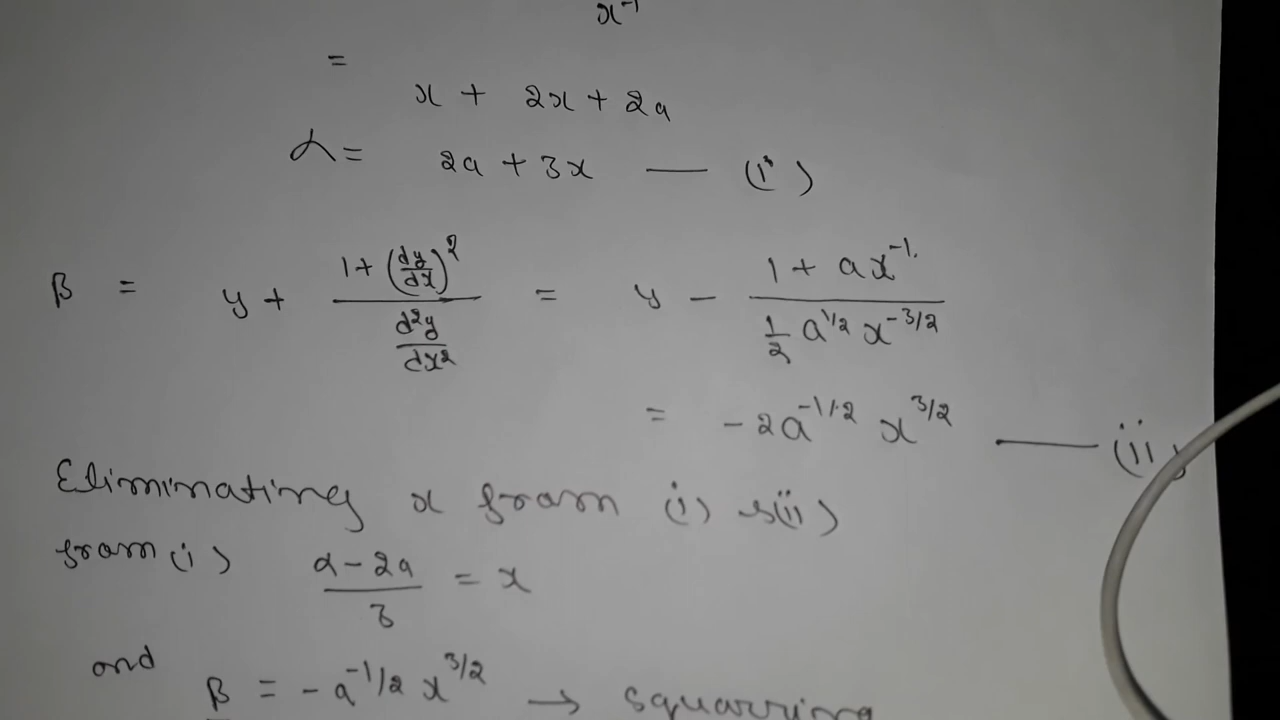 x⁻¹
=
x + 2x + 2a
α = 2a + 3x — (i)
β = y + (1 + (dy/dx)²)/(d²y/dx²) = y - (1 + ax⁻¹)/(1/2 a^1/2 x^-3/2)
= -2a^-1/2 x^3/2 — (ii)
Eliminating x from (i) & (ii)
from (i) (α - 2a)/3 = x
and β = -a^-1/2 x^3/2 → squarring